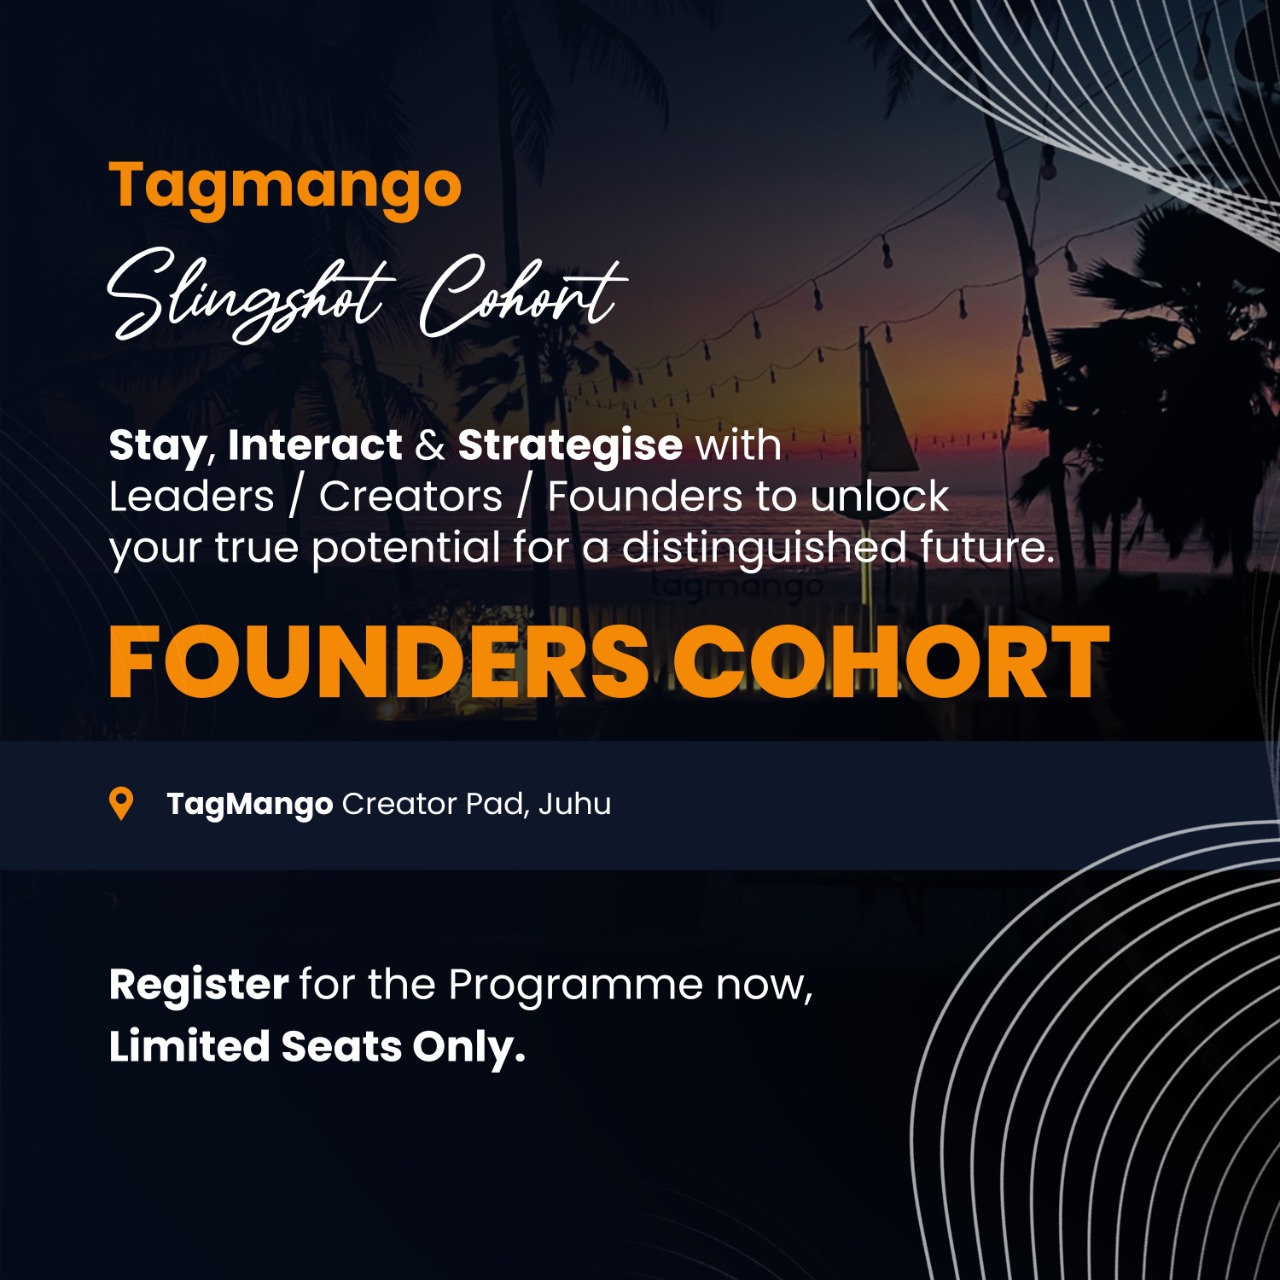 Tagmango
Slingshot Cohort
Stay, Interact & Strategise with
Leaders / Creators / Founders to unlock
your true potential for a distinguished future.
tagmango
FOUNDERS COHORT
TagMango Creator Pad, Juhu
Register for the Programme now,
Limited Seats Only.